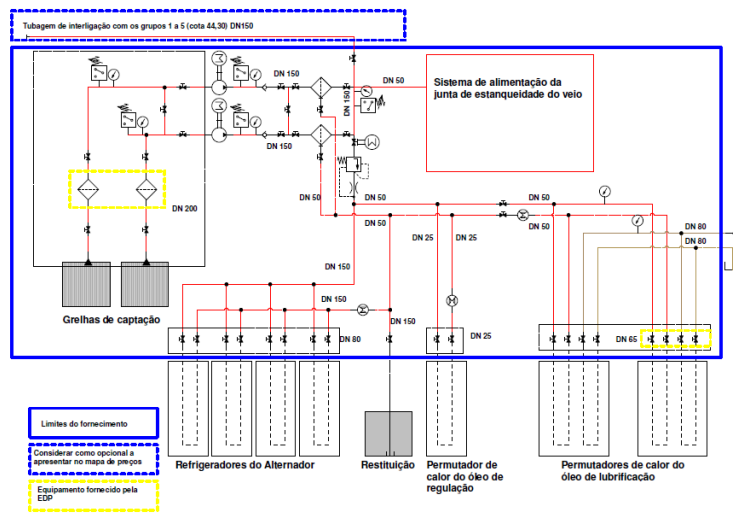 Tubagem de interligação com os grupos 1 a 5 (cota 44,30) DN150
DN 150
DN 50
Sistema de alimentação da
junta de estanqueidade do veio
DN 150
DN 150
DN 200
DN 50
DN 50
DN 50
DN 50
DN 50
DN 25
DN 25
DN 80
DN 80
DN 150
DN 150
DN 150
Grelhas de captação
DN 80
DN 25
DN 65
Limites do fornecimento
Considerar como opcional a
apresentar no mapa de preços
Equipamento fornecido pela
EDP
Refrigeradores do Alternador
Restituição
Permutador de
calor do óleo de
regulação
Permutadores de calor do
óleo de lubrificação